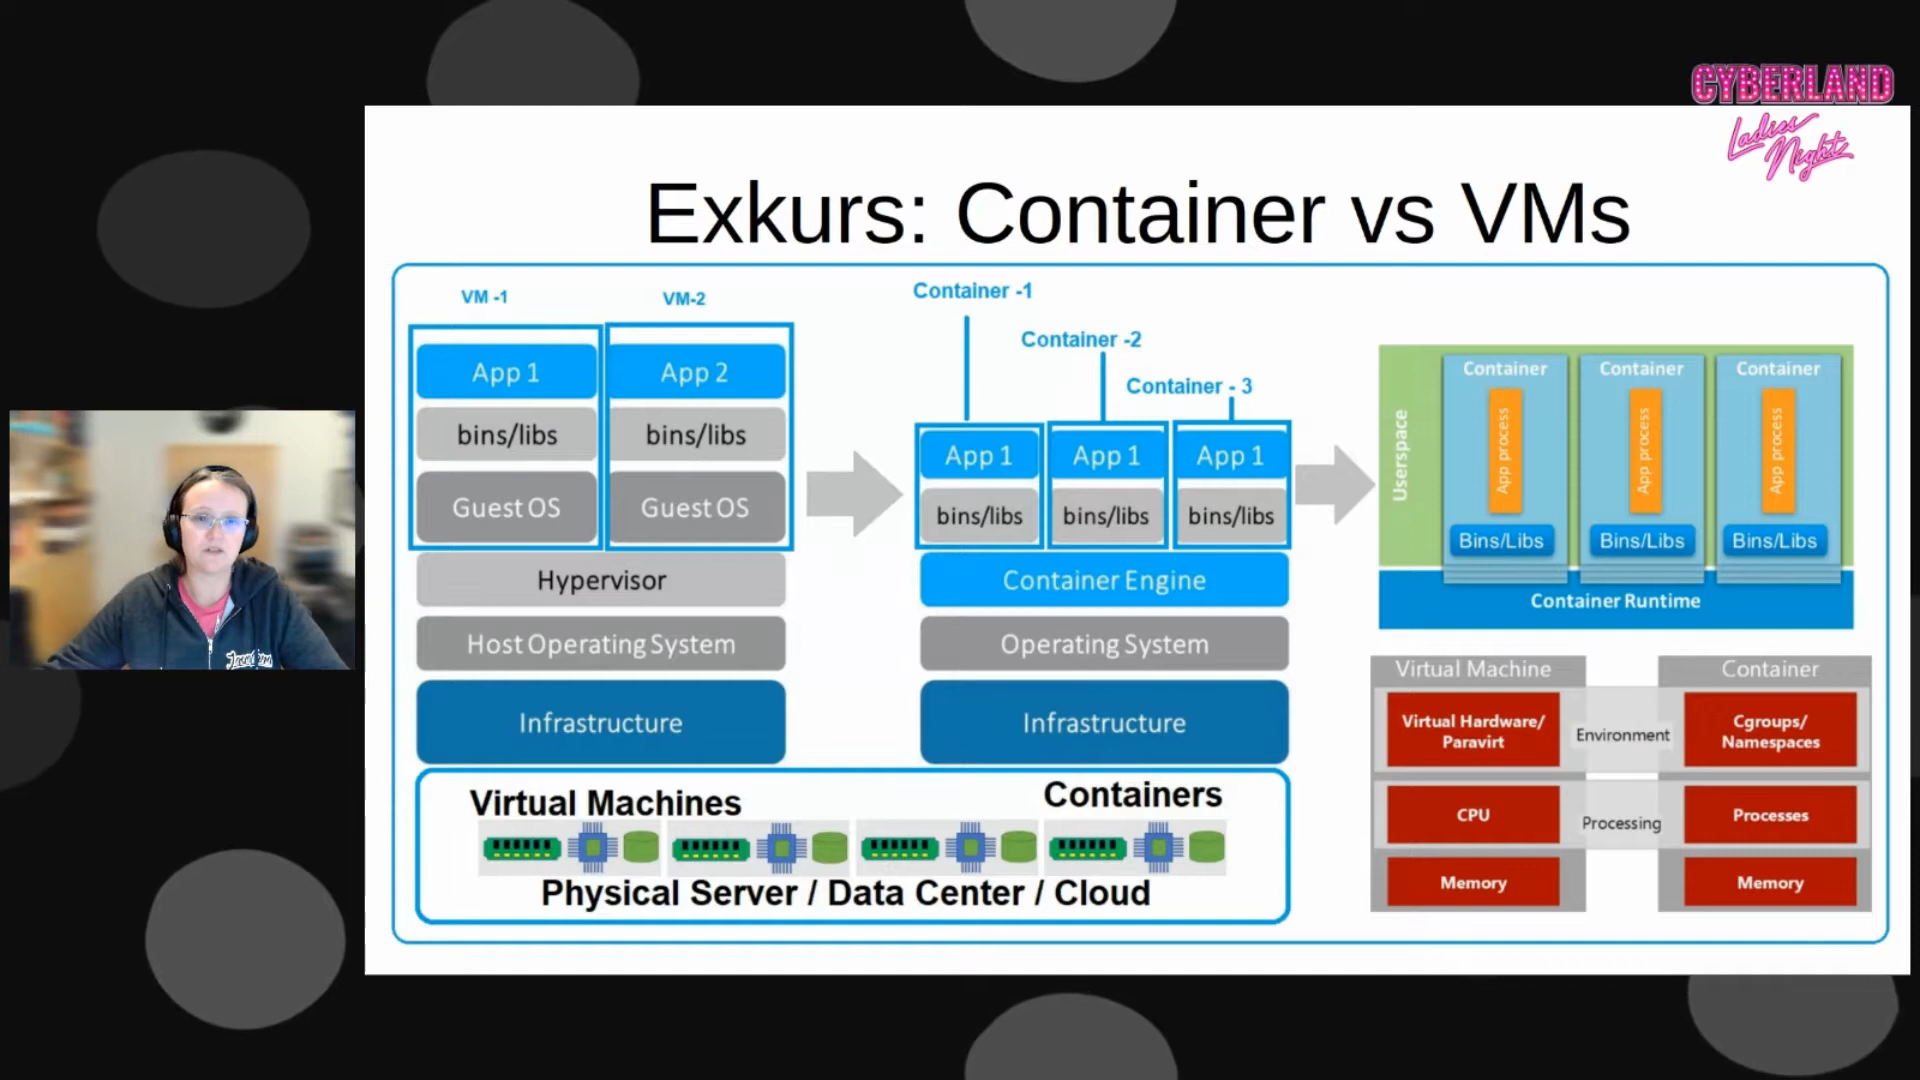 CYBERLAND
Ladies
Night
Exkurs: Container vs VMs
VM -1
VM-2
App 1
App 2
bins/libs
bins/libs
Guest OS
Guest OS
Hypervisor
Host Operating System
Infrastructure
Container -1
Container -2
Container - 3
App 1
App 1
App 1
bins/libs
bins/libs
bins/libs
Container Engine
Operating System
Infrastructure
Userspace
Container
Container
Container
App process
App process
App process
Bins/Libs
Bins/Libs
Bins/Libs
Container Runtime
Virtual Machines
Containers
Physical Server / Data Center / Cloud
Virtual Machine
Container
Virtual Hardware/
Paravirt
Environment
Cgroups/
Namespaces
CPU
Processing
Processes
Memory
Memory